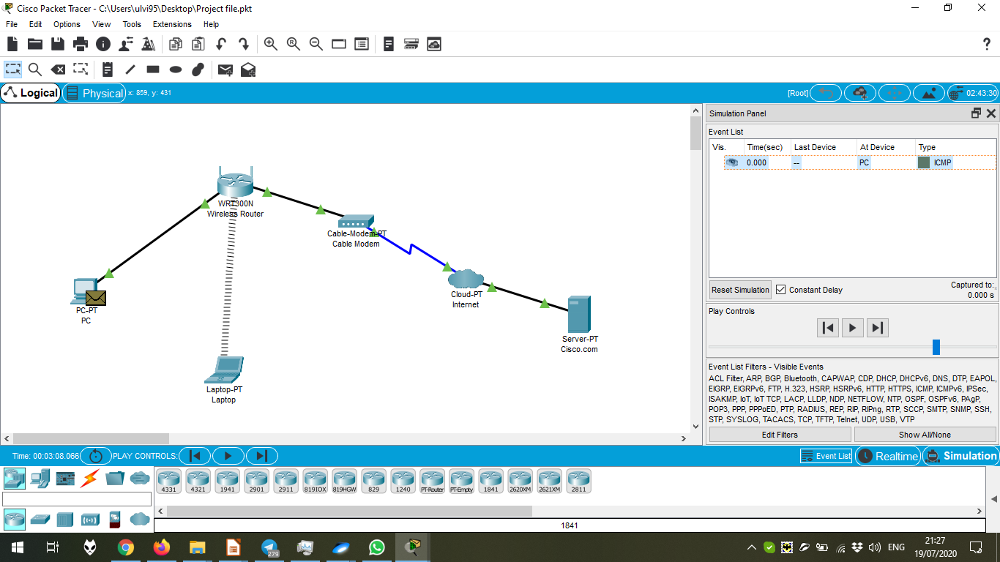 Cisco Packet Tracer - C:\Users\ulvi95\Desktop\Project file.pkt
File Edit Options View Tools Extensions Help
?
Logical Physical x: 859, y: 431 [Root] 02:43:30
Simulation Panel
Event List
Vis. Time(sec) Last Device At Device Type
0.000 -- PC ICMP
WRT300N
Wireless Router
Cable-Modem-PT
Cable Modem
Cloud-PT
Internet
PC-PT
PC
Server-PT
Cisco.com
Laptop-PT
Laptop
Reset Simulation Constant Delay Captured to:
0.000 s
Play Controls
Event List Filters - Visible Events
ACL Filter, ARP, BGP, Bluetooth, CAPWAP, CDP, DHCP, DHCPv6, DNS, DTP, EAPOL,
EIGRP, EIGRPv6, FTP, H.323, HSRP, HSRPv6, HTTP, HTTPS, ICMP, ICMPv6, IPSec,
ISAKMP, IoT, IoT TCP, LACP, LLDP, NDP, NETFLOW, NTP, OSPF, OSPFv6, PAgP,
POP3, PPP, PPPoED, PTP, RADIUS, REP, RIP, RIPng, RTP, SCCP, SMTP, SNMP, SSH,
STP, SYSLOG, TACACS, TCP, TFTP, Telnet, UDP, USB, VTP
Edit Filters Show All/None
Time: 00:03:08.066 PLAY CONTROLS: Event List Realtime Simulation
4331 4321 1941 2901 2911 819IOX 819HGW 829 1240 PT-Router PT-Empty 1841 2620XM 2621XM 2811
1841
279
ENG
21:27
19/07/2020